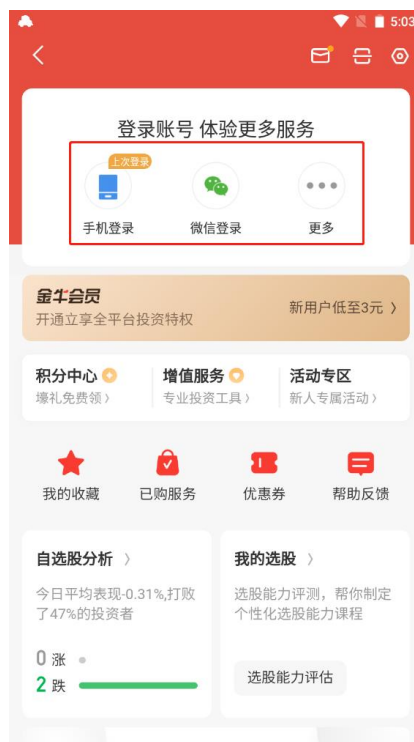 5:03
登录账号 体验更多服务
上次登录
手机登录 微信登录 更多
金牛会员
开通立享全平台投资特权 新用户低至3元
积分中心 增值服务 活动专区
壕礼免费领 专业投资工具 新人专属活动
我的收藏 已购服务 优惠券 帮助反馈
自选股分析 我的选股
今日平均表现-0.31%,打败 选股能力评测，帮你制定
了47%的投资者 个性化选股能力课程
0 涨
2 跌
选股能力评估